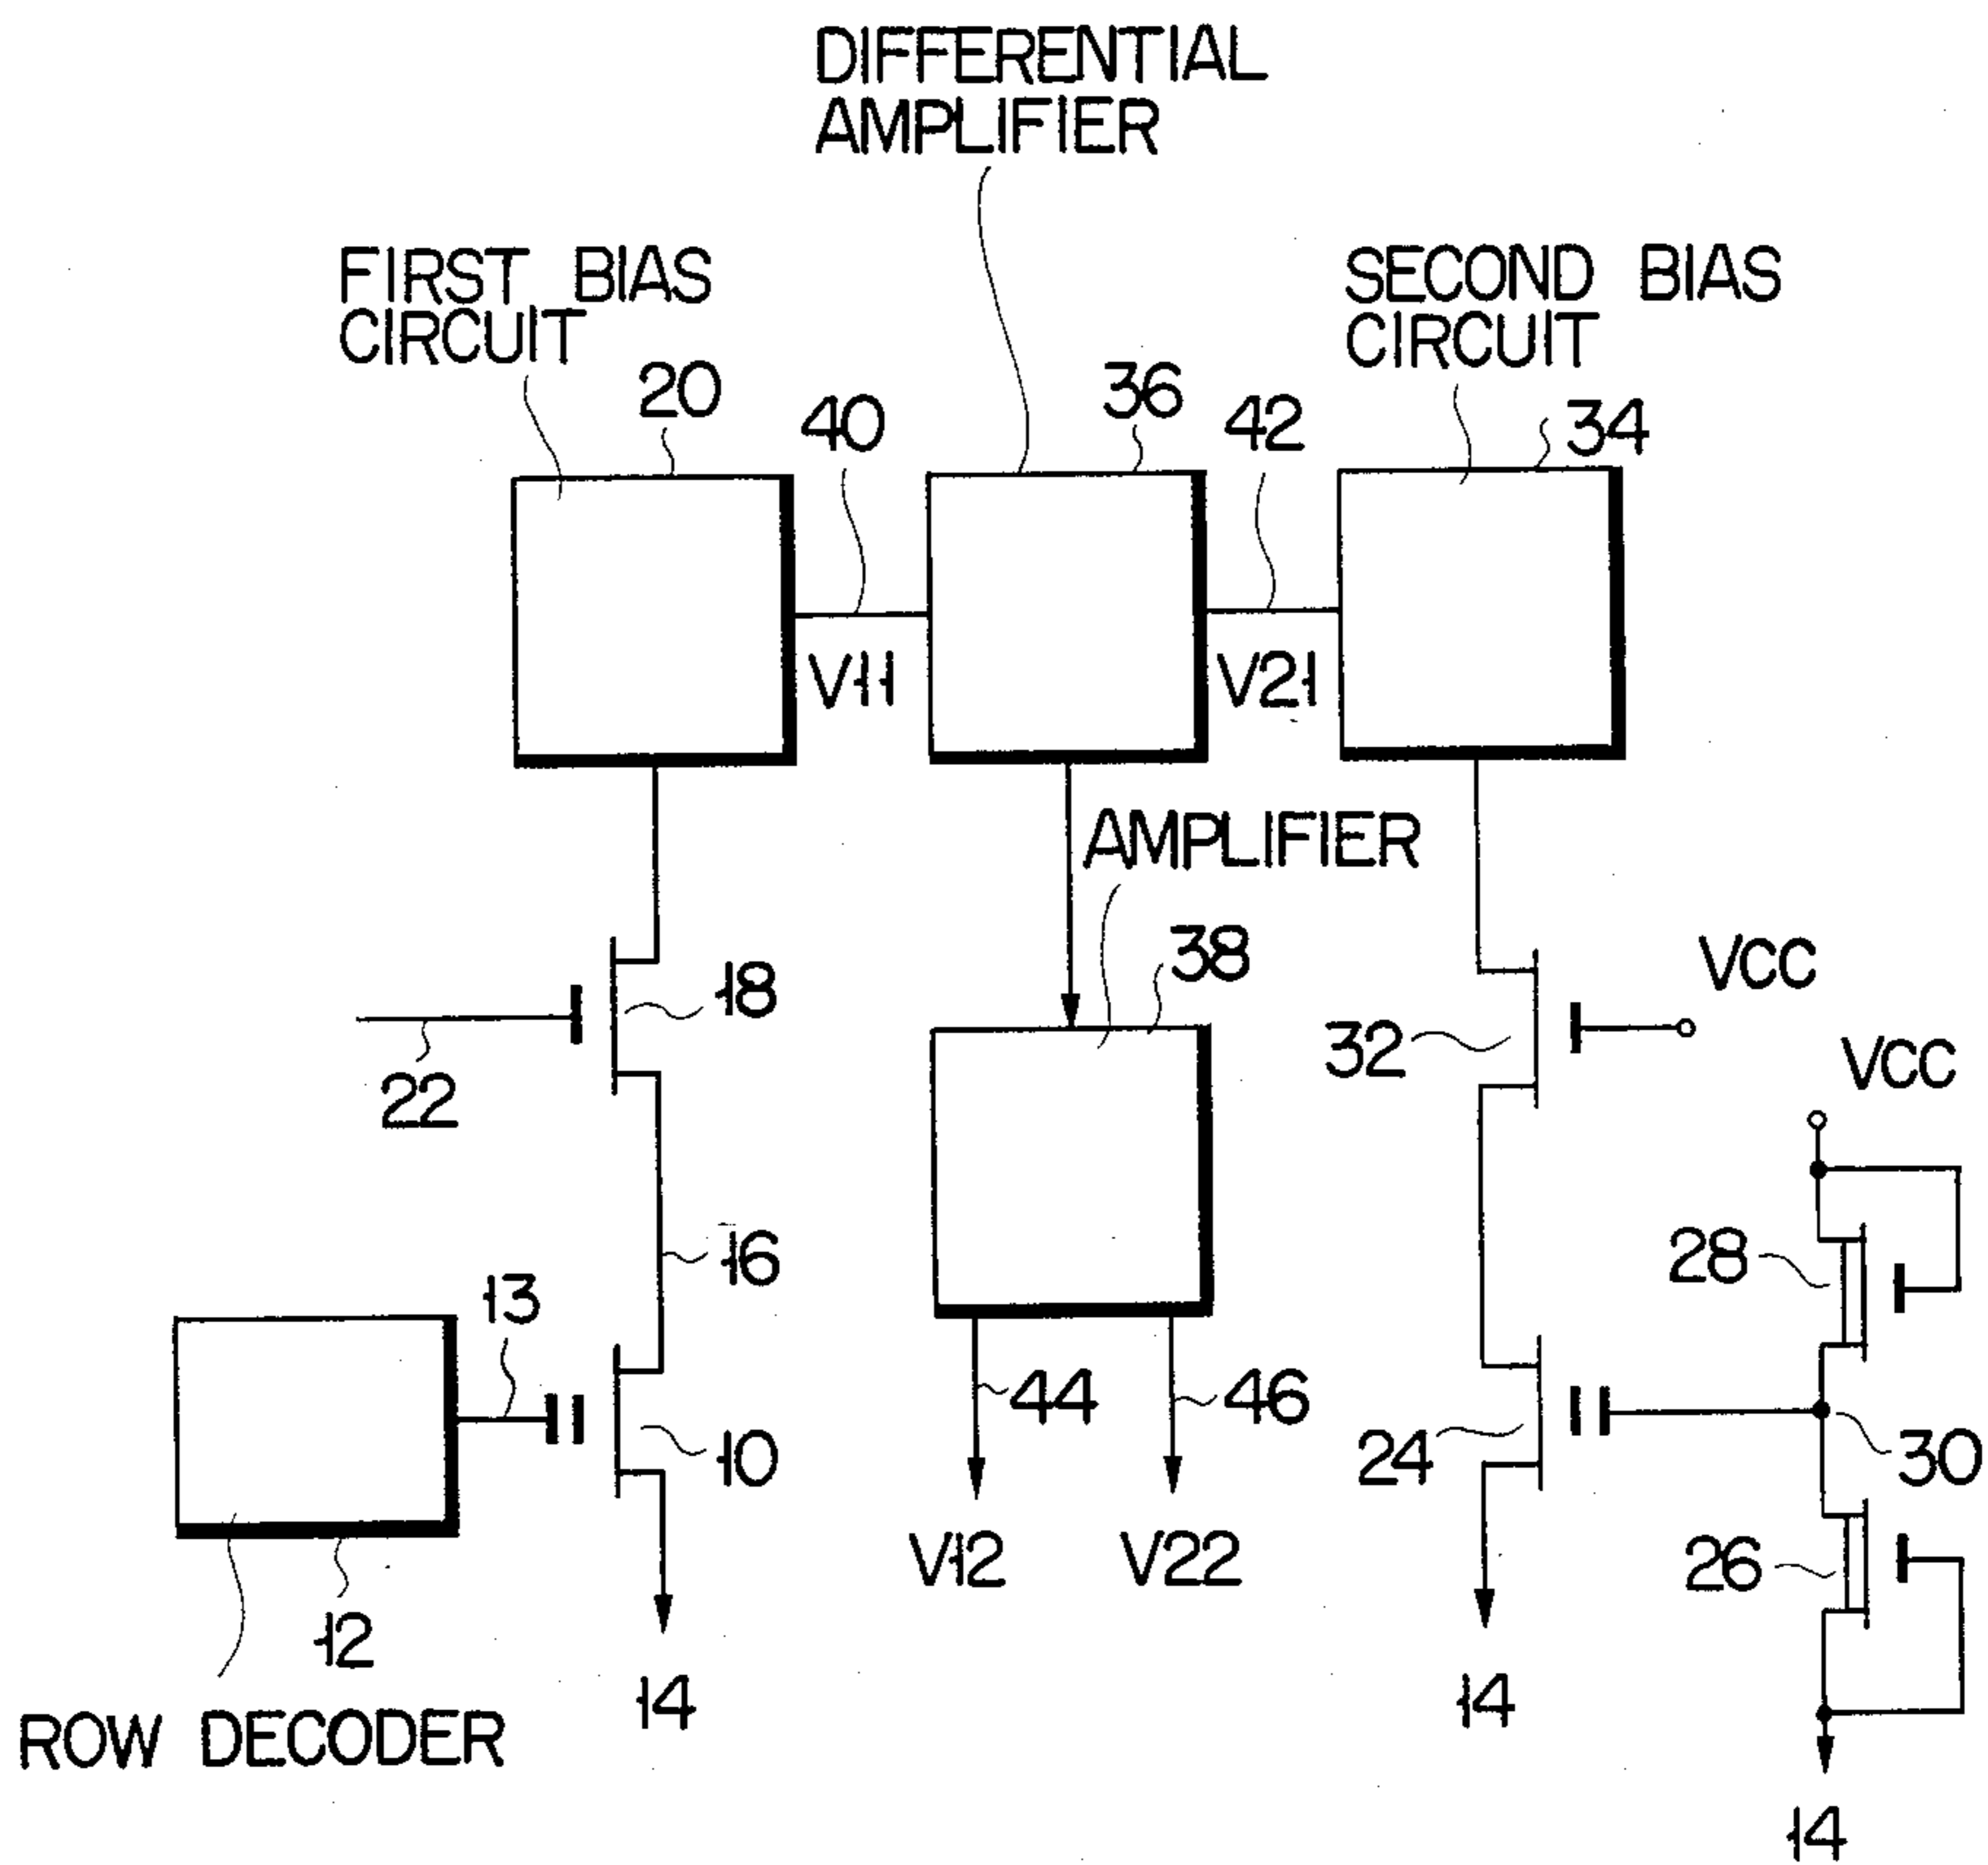 DIFFERENTIAL
AMPLIFIER
FIRST BIAS
CIRCUIT
SECOND BIAS
CIRCUIT
20
40
36
42
34
V11
V21
AMPLIFIER
18
38
VCC
22
32
VCC
16
28
13
44
46
10
24
30
V12
V22
26
12
14
14
ROW DECODER
14